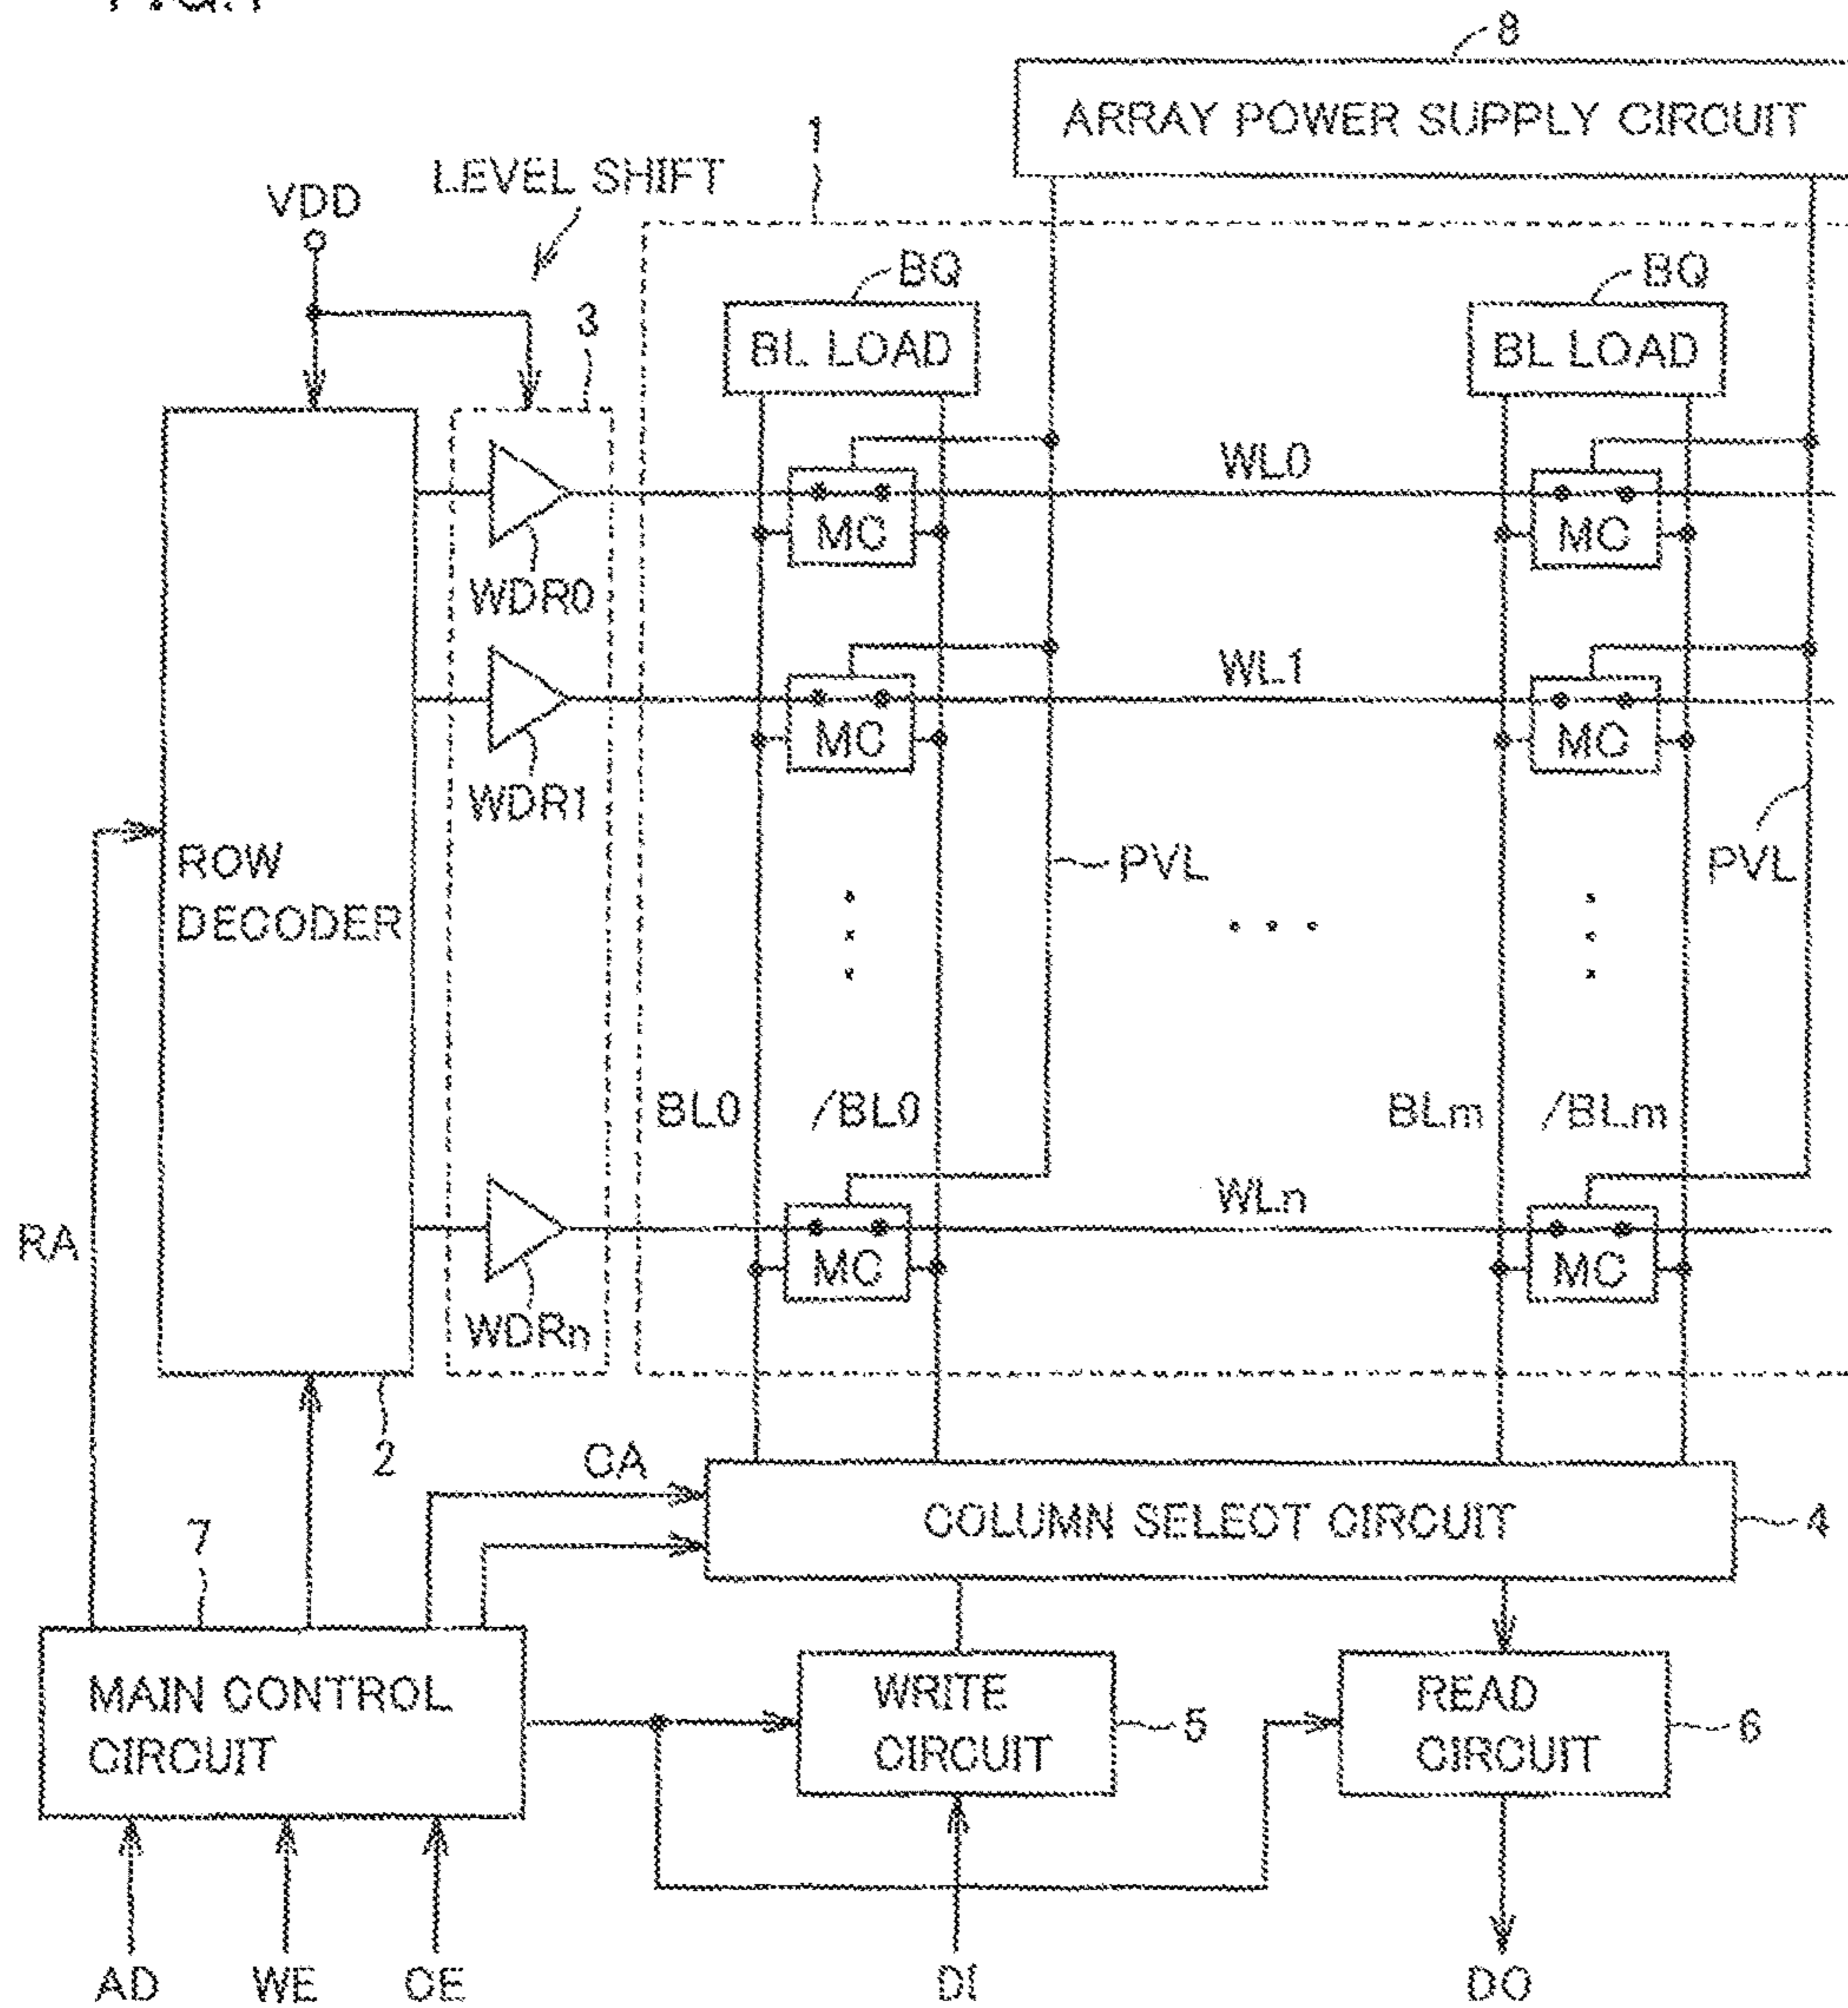 8
ARRAY POWER SUPPLY CIRCUIT
1
LEVEL SHIFT
VDD
BQ
BQ
3
BL LOAD
BL LOAD
WL0
MC
MC
WDR0
WL1
MC
MC
WDR1
ROW
DECODER
PVL
PVL
BL0
/BL0
BLm
/BLm
WLn
RA
MC
MC
WDRn
2
CA
COLUMN SELECT CIRCUIT
4
7
MAIN CONTROL
CIRCUIT
WRITE
CIRCUIT
5
READ
CIRCUIT
6
AD
WE
CE
DI
DO